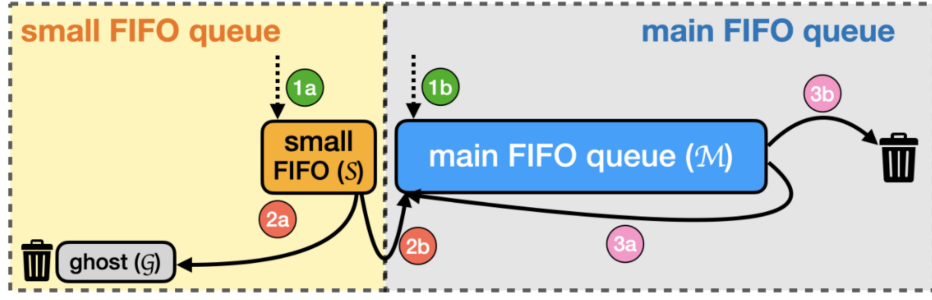 small FIFO queue
main FIFO queue
1a
1b
3b
small
FIFO (S)
main FIFO queue (M)
2a
2b
3a
ghost (G)